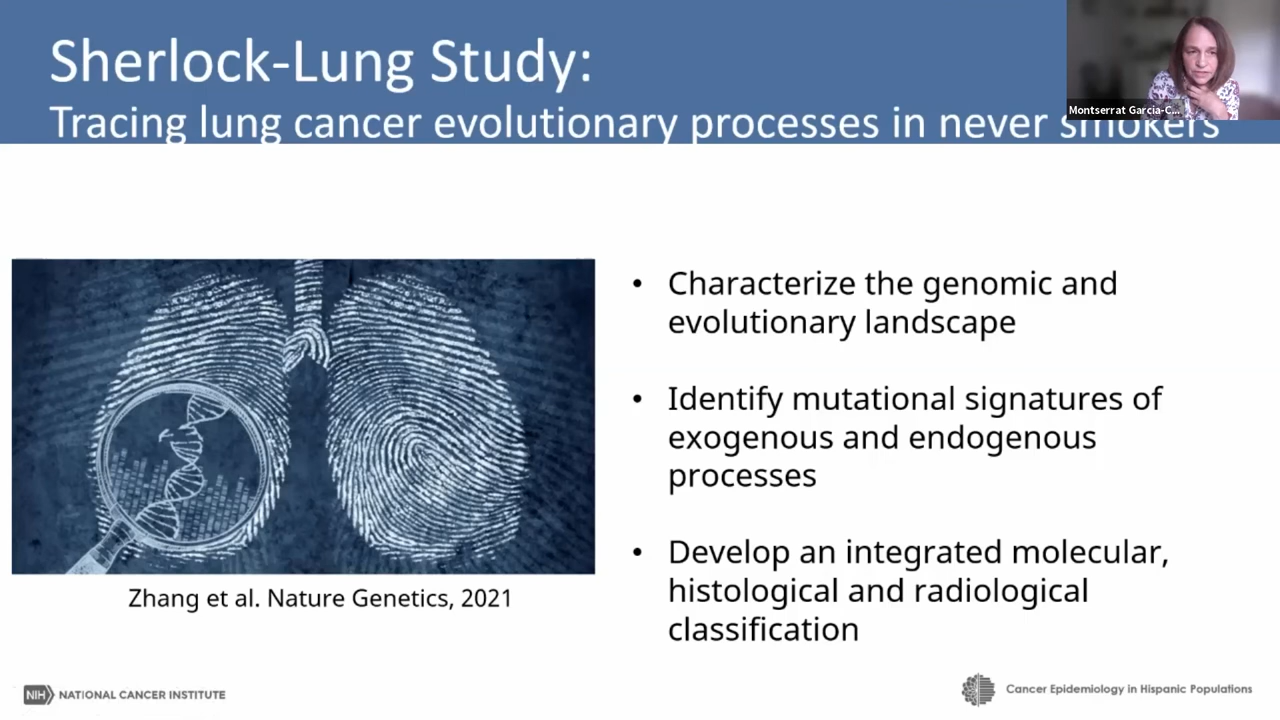 Sherlock-Lung Study:
Tracing lung cancer evolutionary processes in never smokers
Montserrat Garcia-C...
• Characterize the genomic and
evolutionary landscape
• Identify mutational signatures of
exogenous and endogenous
processes
• Develop an integrated molecular,
histological and radiological
classification
Zhang et al. Nature Genetics, 2021
NIH NATIONAL CANCER INSTITUTE
Cancer Epidemiology in Hispanic Populations